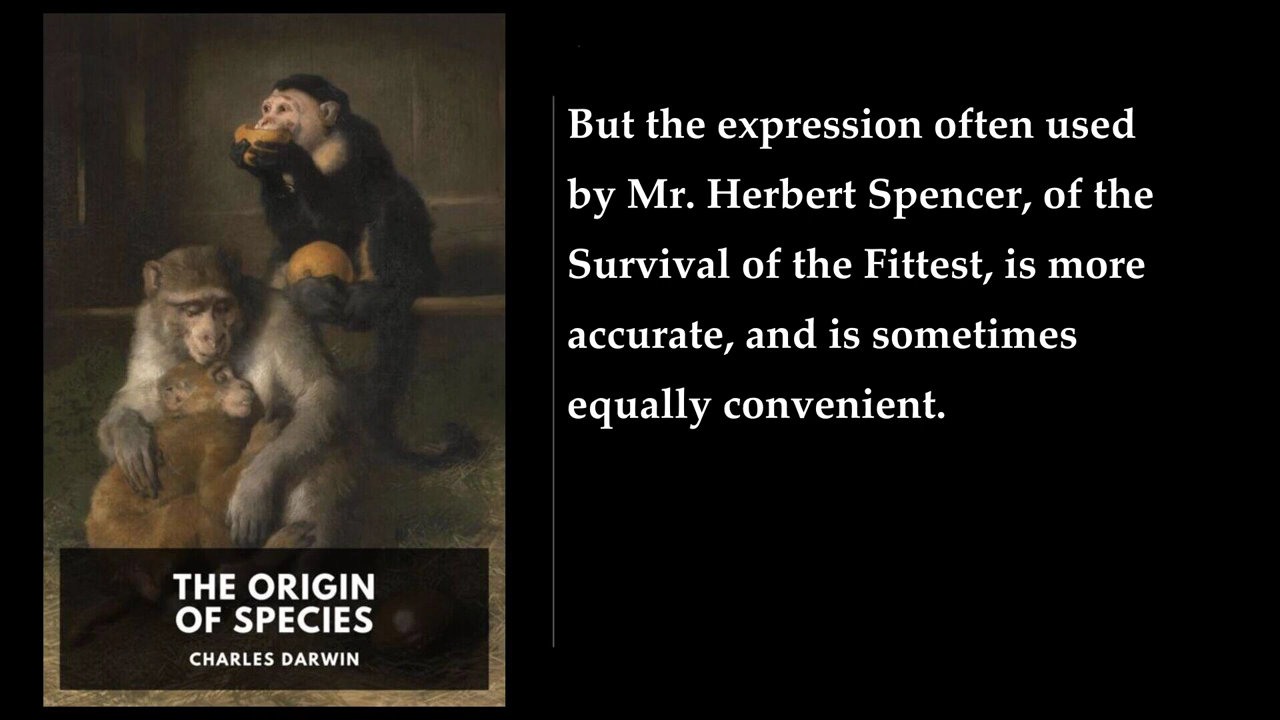 But the expression often used
by Mr. Herbert Spencer, of the
Survival of the Fittest, is more
accurate, and is sometimes
equally convenient.
THE ORIGIN
OF SPECIES
CHARLES DARWIN